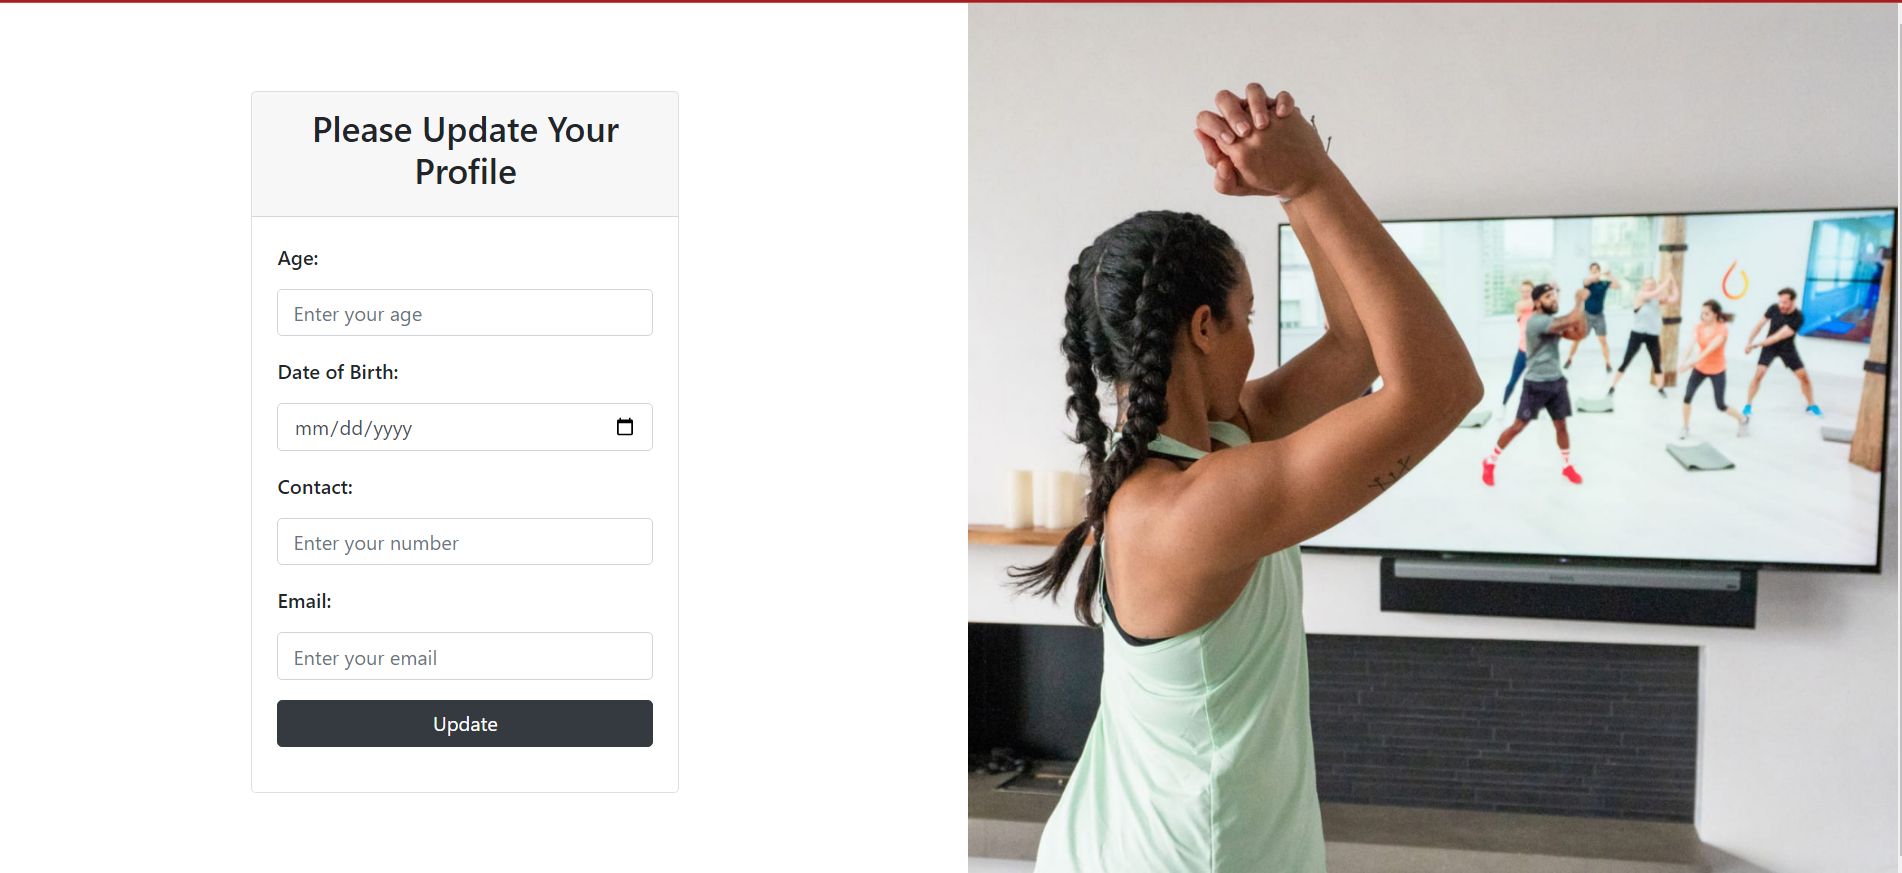 Please Update Your
Profile
Age:
Enter your age
Date of Birth:
mm/dd/yyyy
Contact:
Enter your number
Email:
Enter your email
Update